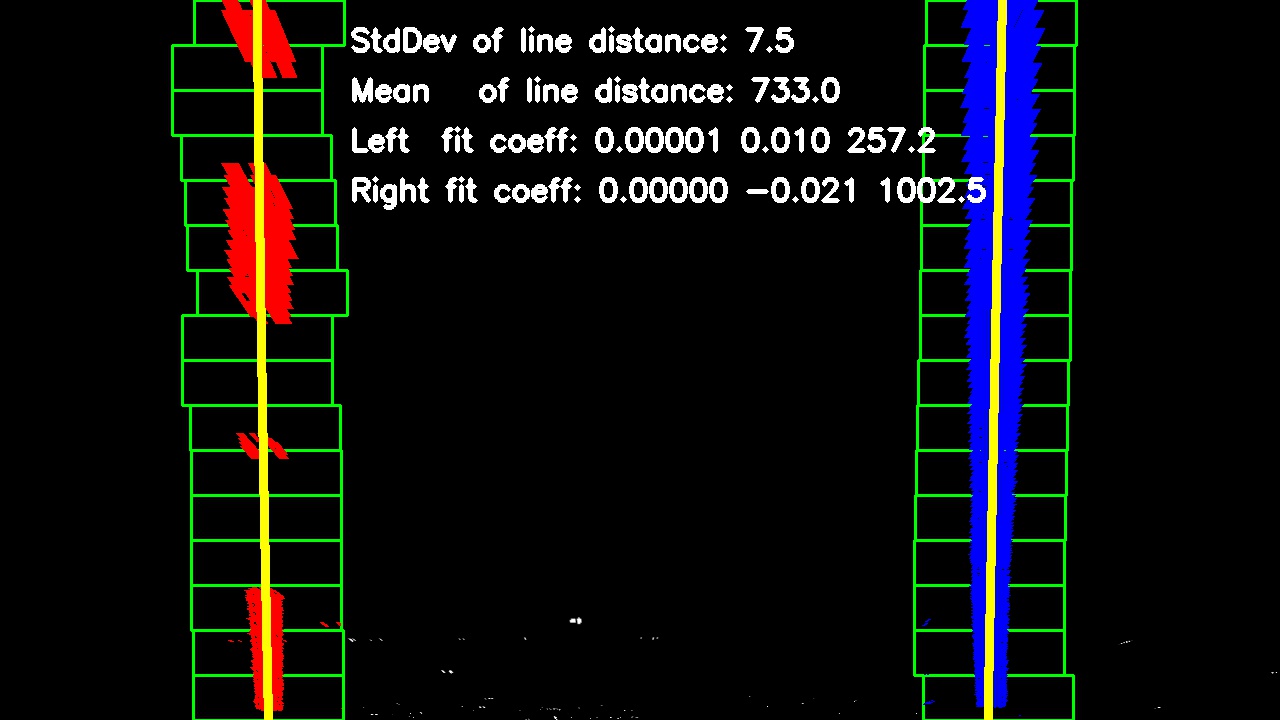 StdDev of line distance: 7.5
Mean of line distance: 733.0
Left fit coeff: 0.00001 0.010 257.2
Right fit coeff: 0.00000 -0.021 1002.5